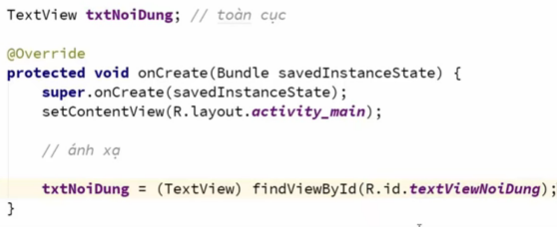 TextView txtNoiDung; // toàn cục
@Override
protected void onCreate(Bundle savedInstanceState) {
super.onCreate(savedInstanceState);
setContentView(R.layout.activity_main);
// ánh xạ
txtNoiDung = (TextView) findViewById(R.id.textViewNoiDung);
}